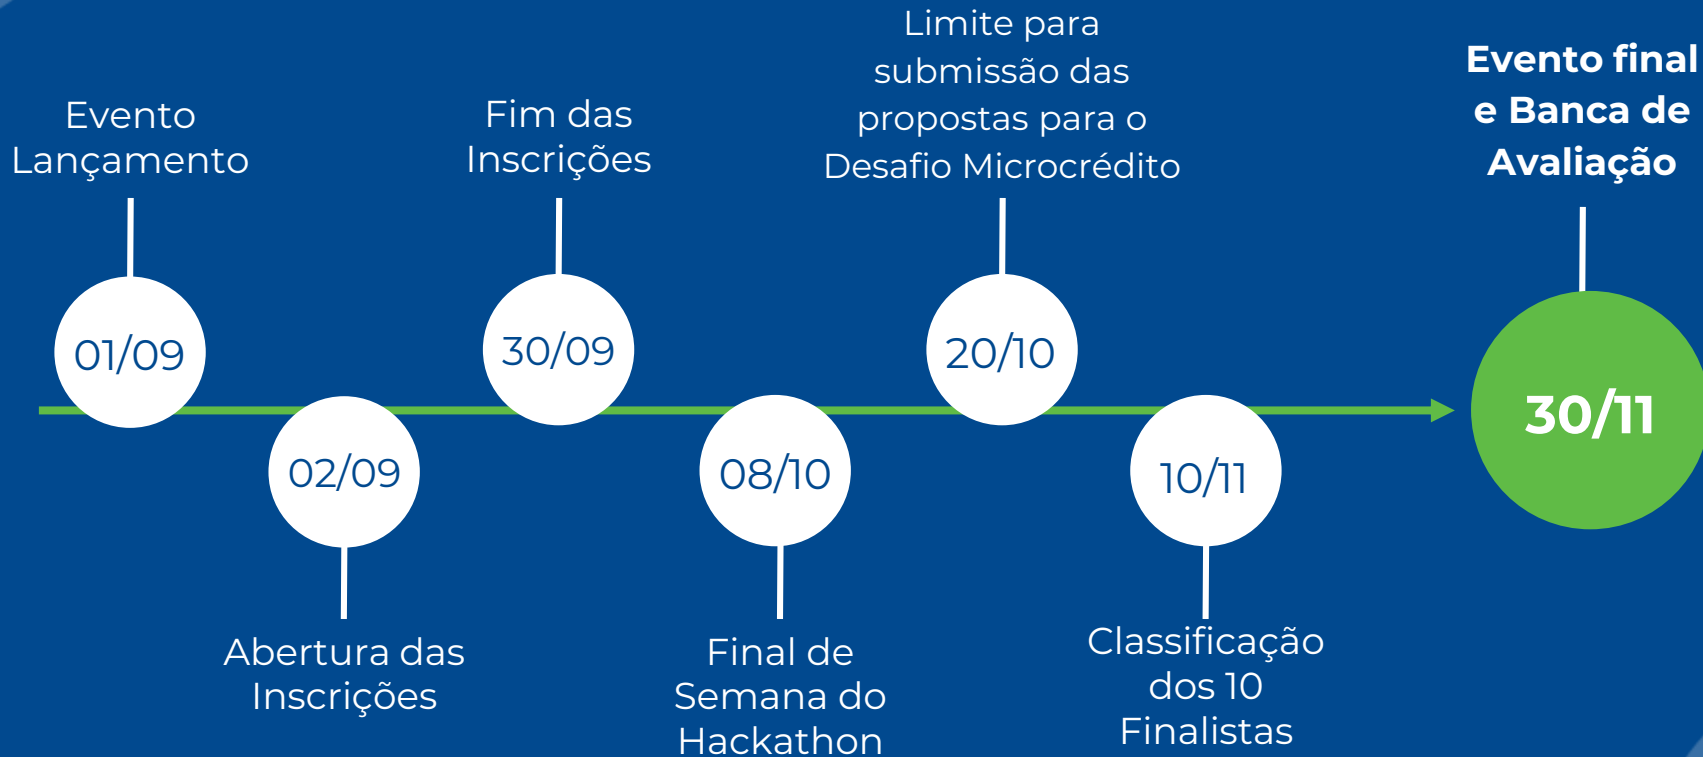 Evento
Lançamento
01/09
02/09
Abertura das
Inscrições
Fim das
Inscrições
30/09
08/10
Final de
Semana do
Hackathon
Limite para
submissão das
propostas para o
Desafio Microcrédito
20/10
10/11
Classificação
dos 10
Finalistas
Evento final
e Banca de
Avaliação
30/11